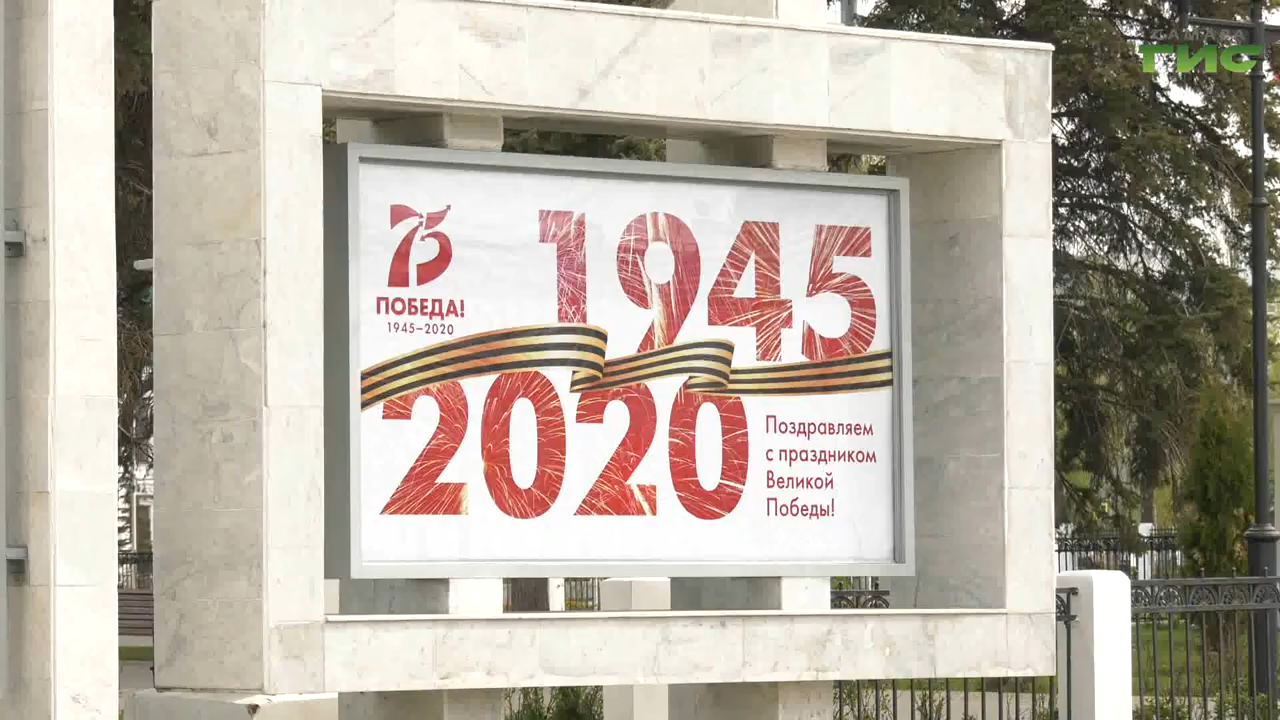 ГИС
75
ПОБЕДА!
1945–2020
1945
2020
Поздравляем
с праздником
Великой
Победы!